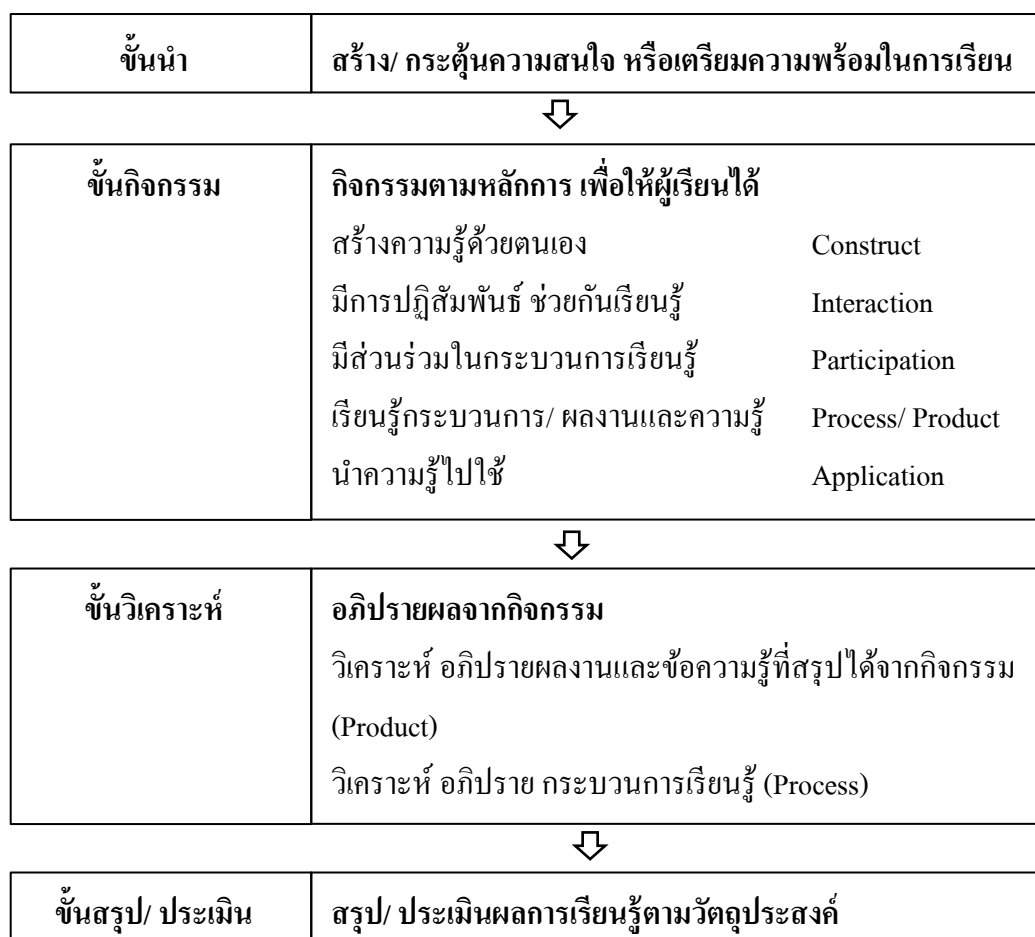 ขั้นนำ สร้าง/ กระตุ้นความสนใจ หรือเตรียมความพร้อมในการเรียน
ขั้นกิจกรรม กิจกรรมตามหลักการ เพื่อให้ผู้เรียนได้
สร้างความรู้ด้วยตนเอง Construct
มีการปฏิสัมพันธ์ ช่วยกันเรียนรู้ Interaction
มีส่วนร่วมในกระบวนการเรียนรู้ Participation
เรียนรู้กระบวนการ/ ผลงานและความรู้ Process/ Product
นำความรู้ไปใช้ Application
ขั้นวิเคราะห์ อภิปรายผลจากกิจกรรม
วิเคราะห์ อภิปรายผลงานและข้อความรู้ที่สรุปได้จากกิจกรรม
(Product)
วิเคราะห์ อภิปราย กระบวนการเรียนรู้ (Process)
ขั้นสรุป/ ประเมิน สรุป/ ประเมินผลการเรียนรู้ตามวัตถุประสงค์